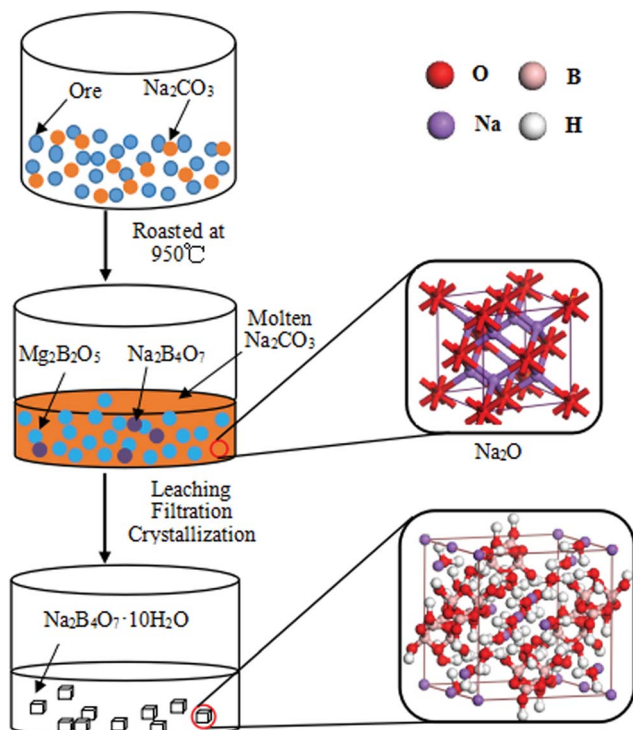 Ore
Na₂CO₃
O
B
Na
H
Roasted at
950℃
Mg₂B₂O₅
Na₂B₄O₇
Molten
Na₂CO₃
Na₂O
Leaching
Filtration
Crystallization
Na₂B₄O₇·10H₂O